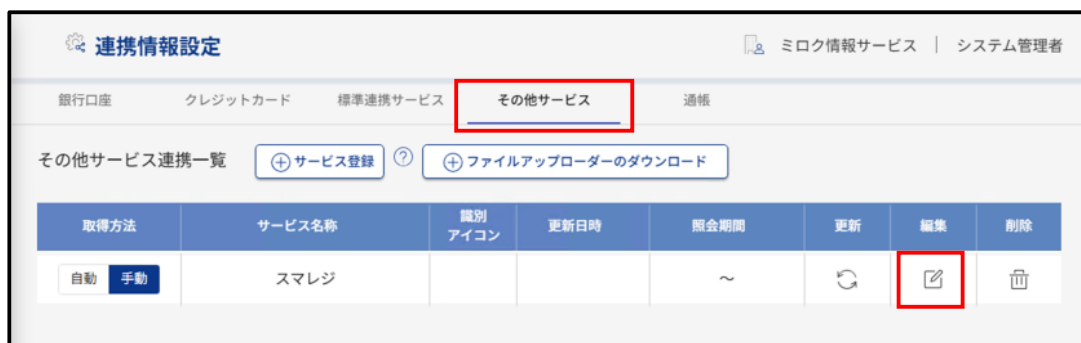 連携情報設定
ミロク情報サービス | システム管理者
銀行口座 クレジットカード 標準連携サービス その他サービス 通帳
その他サービス連携一覧 サービス登録 ? ファイルアップローダーのダウンロード
取得方法 サービス名称 識別アイコン 更新日時 照会期間 更新 編集 削除
自動 手動 スマレジ ～